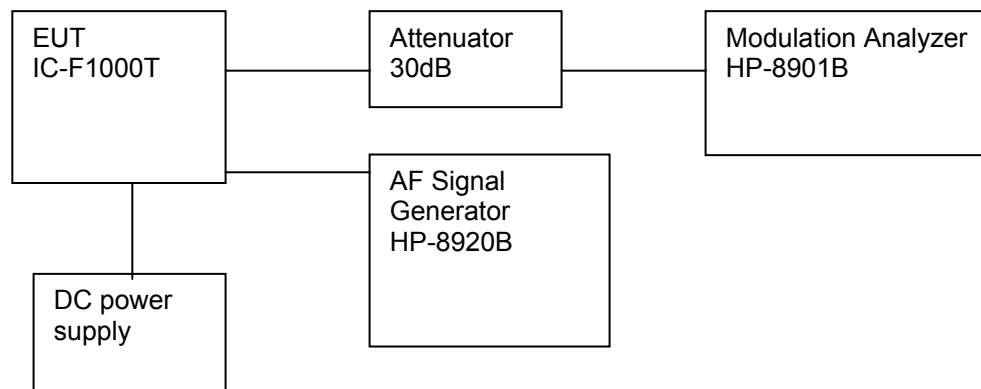 EUT
IC-F1000T
Attenuator
30dB
Modulation Analyzer
HP-8901B
AF Signal
Generator
HP-8920B
DC power
supply